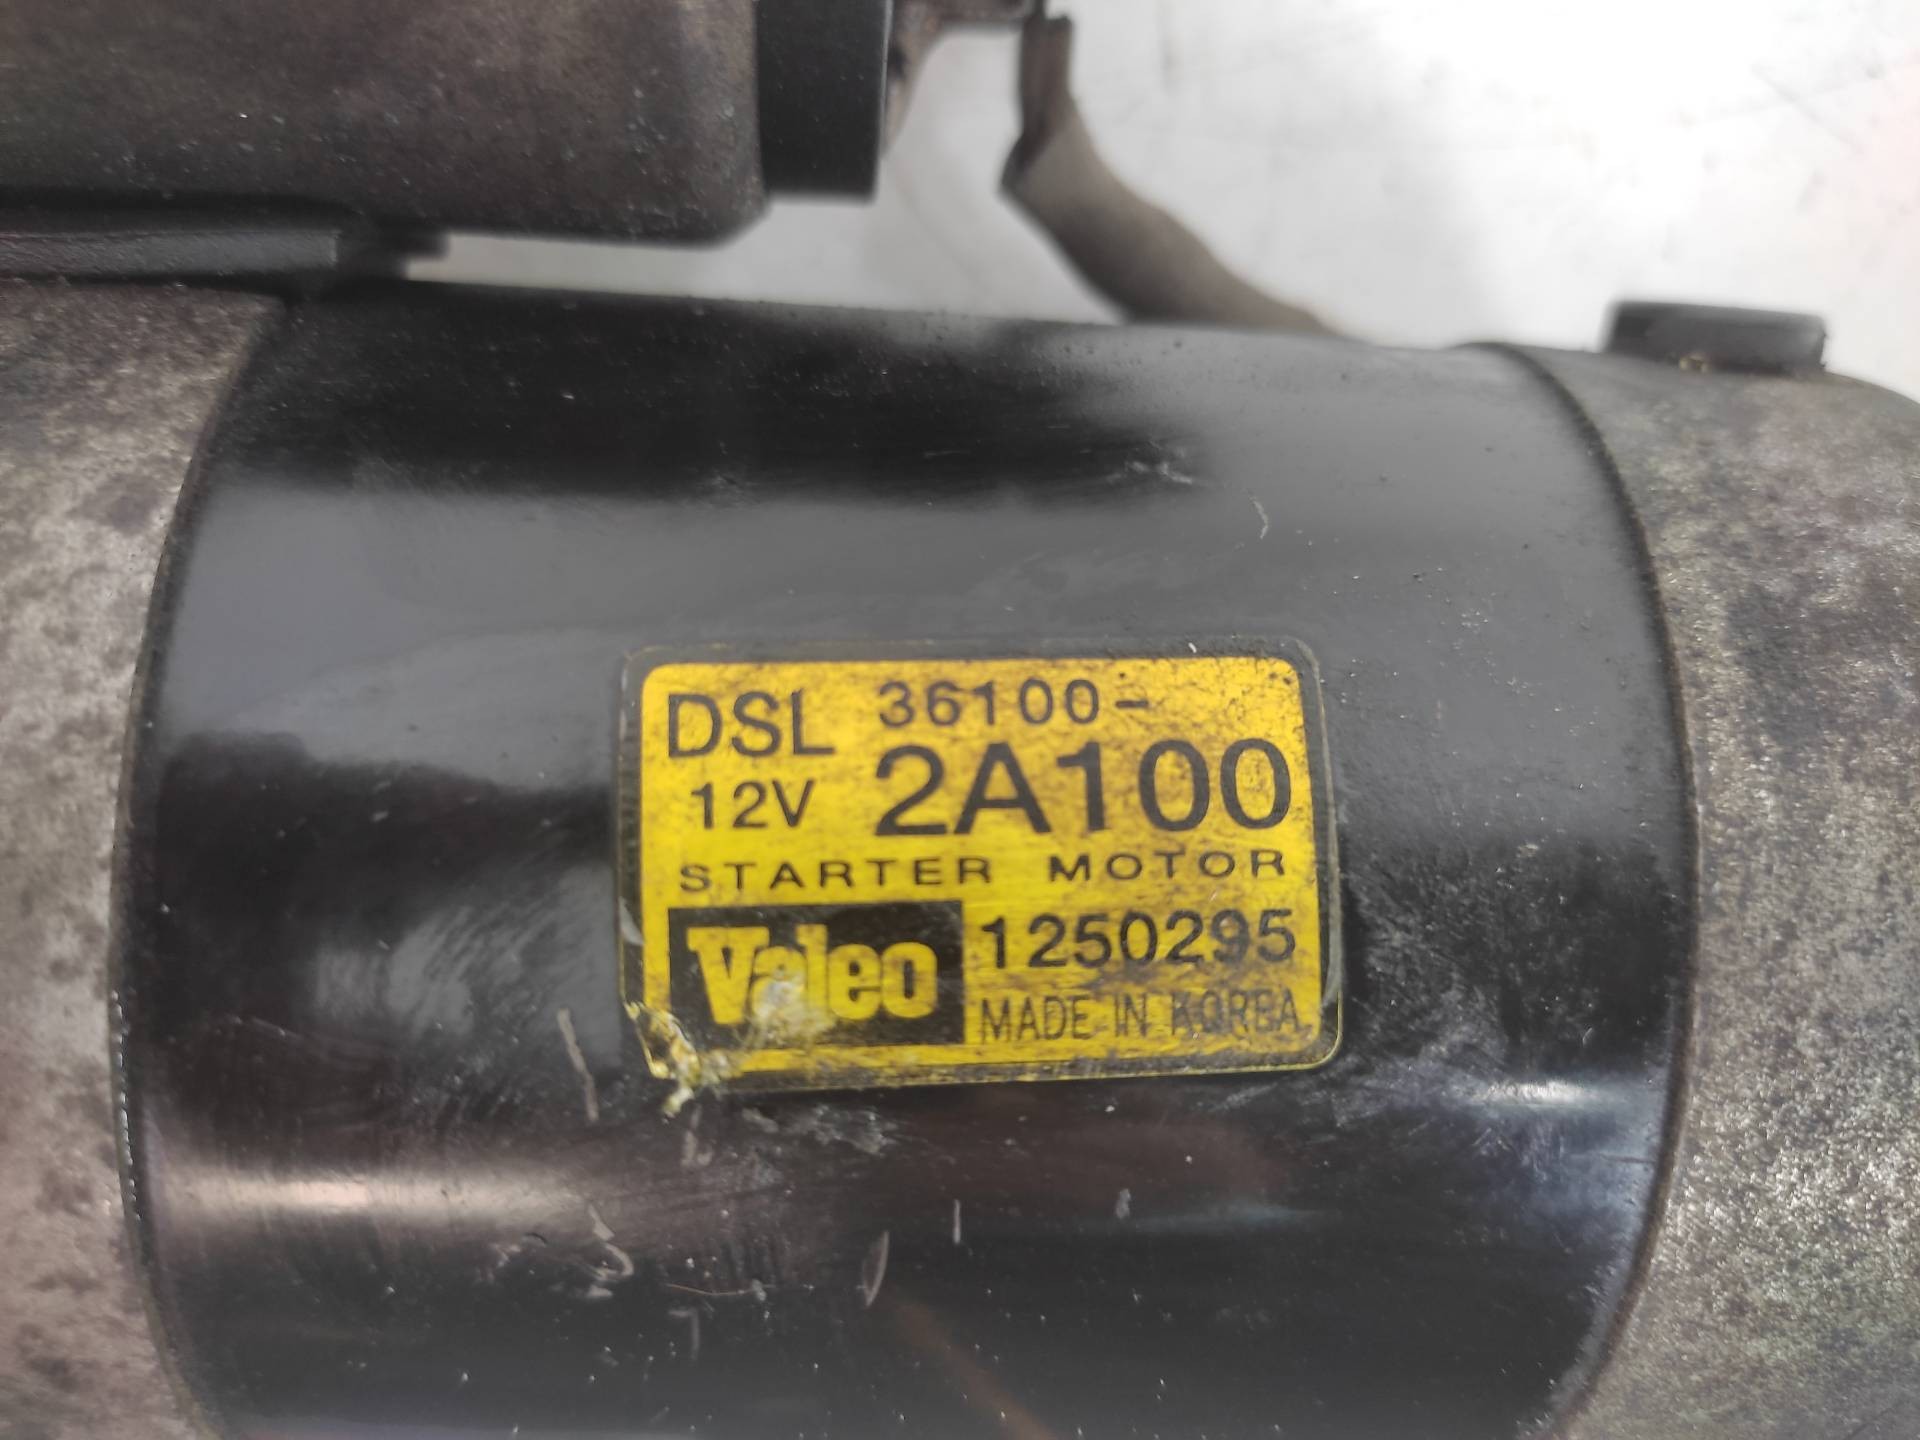 DSL 36100-
12V 2A100
STARTER MOTOR
Valeo 1250295
MADE IN KOREA